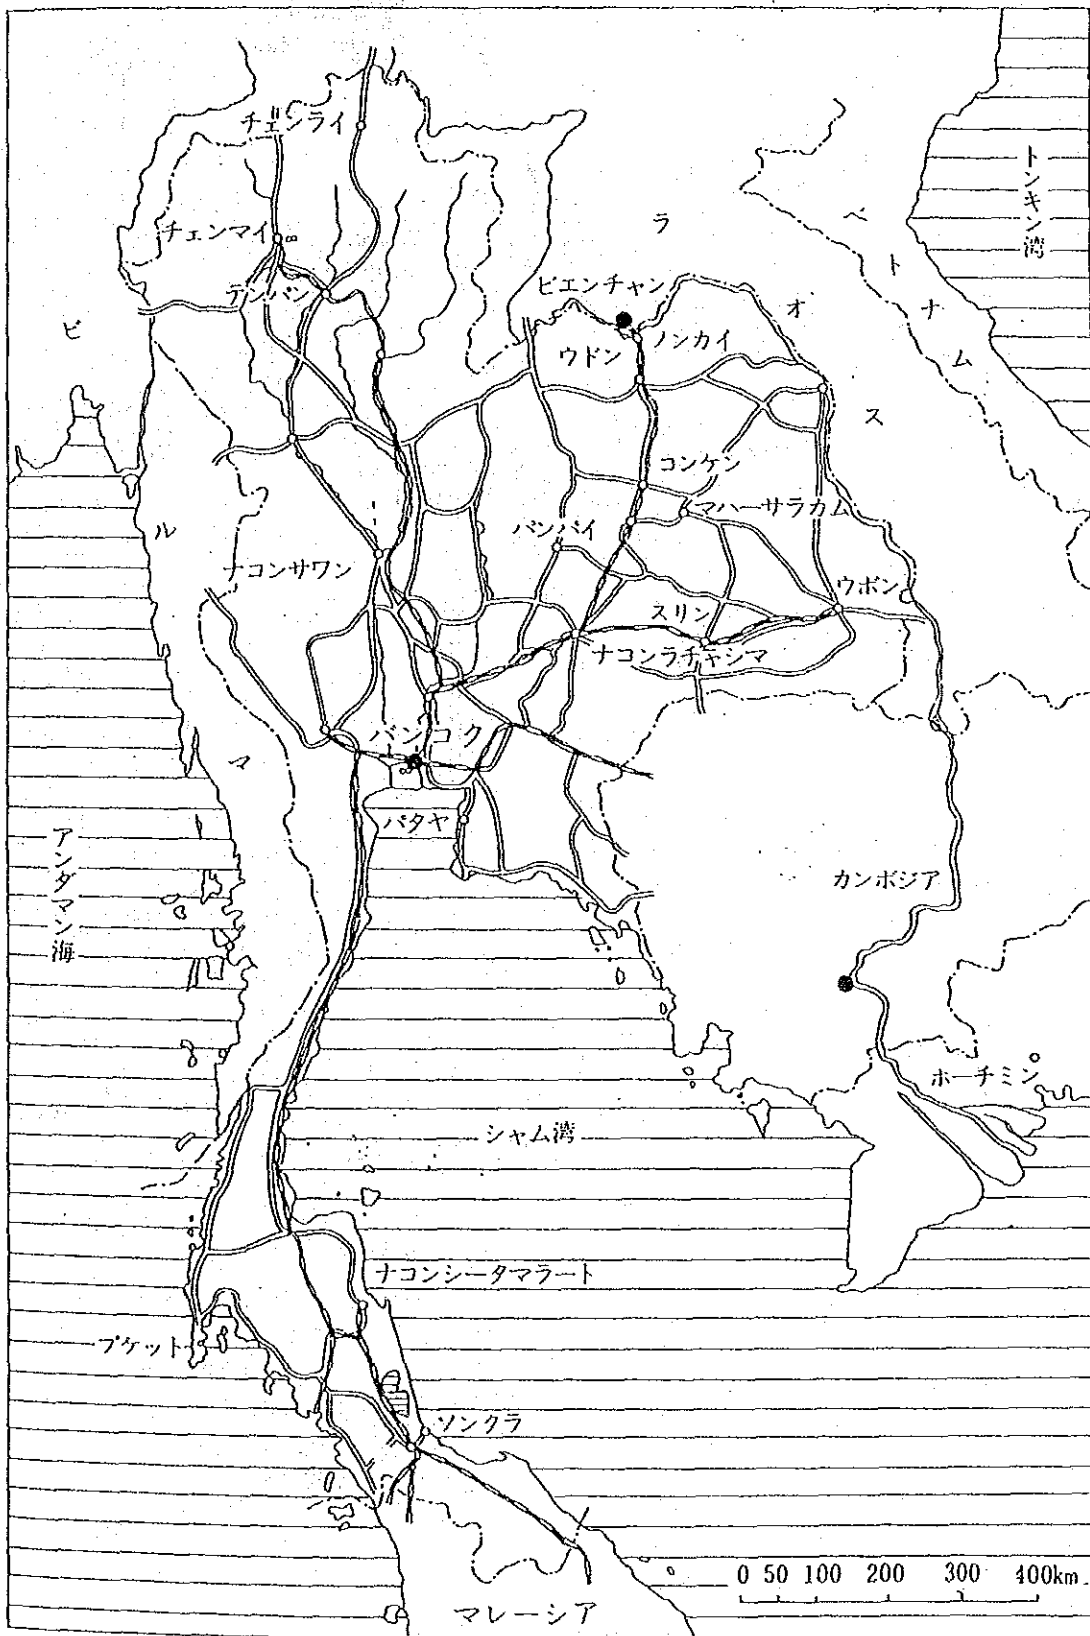 チェンライ
トンキン湾
チェンマイ
ラオス
ベトナム
ビエンチャン
テンパン
ノンカイ
ウドン
ビルマ
コンケン
マハーサラカム
バンパイ
ナコンサワン
ウボン
スリン
ナコンラチャシマ
バンコク
パタヤ
アンダマン海
カンボジア
ホーチミン
シャム湾
ナコンシータマラート
プケット
ソンクラ
0 50 100 200 300 400km
マレーシア